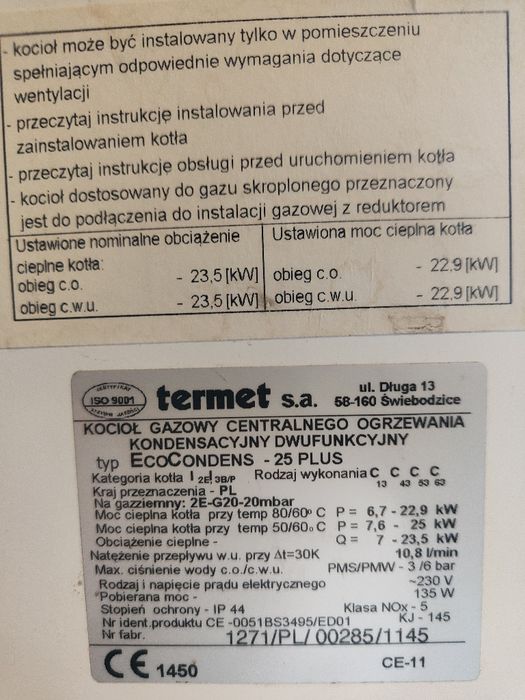 - kocioł może być instalowany tylko w pomieszczeniu
spełniającym odpowiednie wymagania dotyczące
wentylacji
- przeczytaj instrukcję instalowania przed
zainstalowaniem kotła
- przeczytaj instrukcję obsługi przed uruchomieniem kotła
- kocioł dostosowany do gazu skroplonego przeznaczony
jest do podłączenia do instalacji gazowej z reduktorem
Ustawione nominalne obciążenie
cieplne kotła:
obieg c.o. - 23,5 [kW]
obieg c.w.u. - 23,5 [kW]
Ustawiona moc cieplna kotła
obieg c.o. - 22,9 [kW]
obieg c.w.u. - 22,9 [kW]
ISO 9001
termet s.a.
ul. Długa 13
58-160 Świebodzice
KOCIOŁ GAZOWY CENTRALNEGO OGRZEWANIA
KONDENSACYJNY DWUFUNKCYJNY
typ ECOCONDENS - 25 PLUS
Kategoria kotła I 2E I 3B/P Rodzaj wykonania C13 C43 C53 C63
Kraj przeznaczenia - PL
Na gazziemny: 2E-G20-20mbar
Moc cieplna kotła przy temp 80/60° C P = 6,7 - 22,9 kW
Moc cieplna kotła przy temp 50/60° C P = 7,6 - 25 kW
Obciążenie cieplne - Q = 7 - 23,5 kW
Natężenie przepływu w.u. przy Δt=30K 10,8 l/min
Max. ciśnienie wody c.o./c.w.u. PMS/PMW - 3 /6 bar
Rodzaj i napięcie prądu elektrycznego ~230 V
Pobierana moc - 135 W
Stopień ochrony - IP 44 Klasa NOx - 5
Nr ident.produktu CE -0051BS3495/ED01 KJ - 145
Nr fabr. 1271/PL/ 00285/1145
CE 1450 CE-11